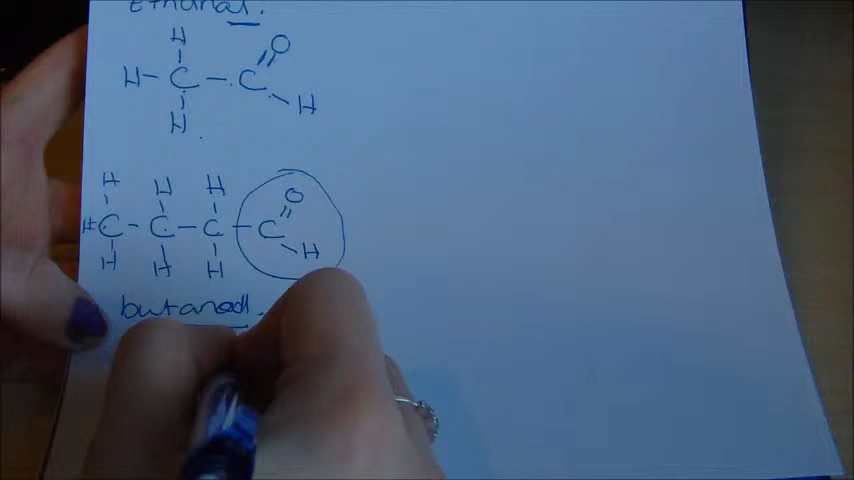 Ethanal.
H
O
H - C - C
H
H
H H H
O
H C - C - C - C
H
H H H
butanal.